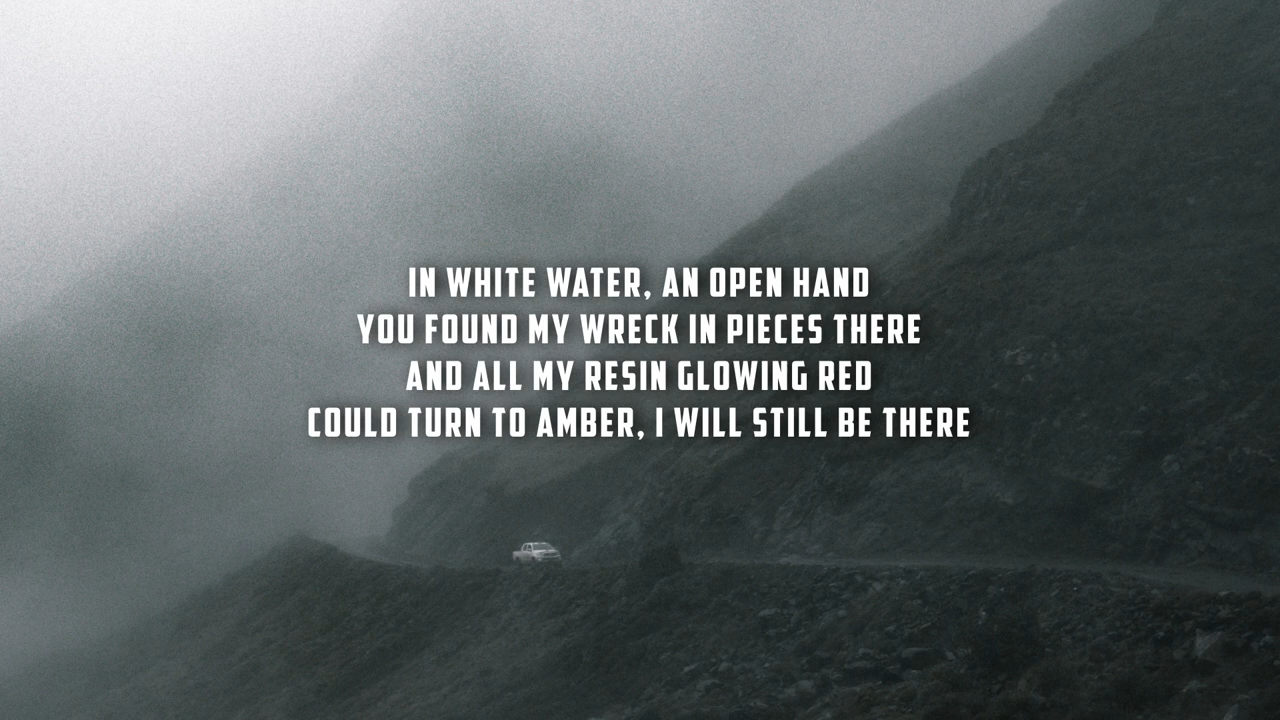 IN WHITE WATER, AN OPEN HAND
YOU FOUND MY WRECK IN PIECES THERE
AND ALL MY RESIN GLOWING RED
COULD TURN TO AMBER, I WILL STILL BE THERE